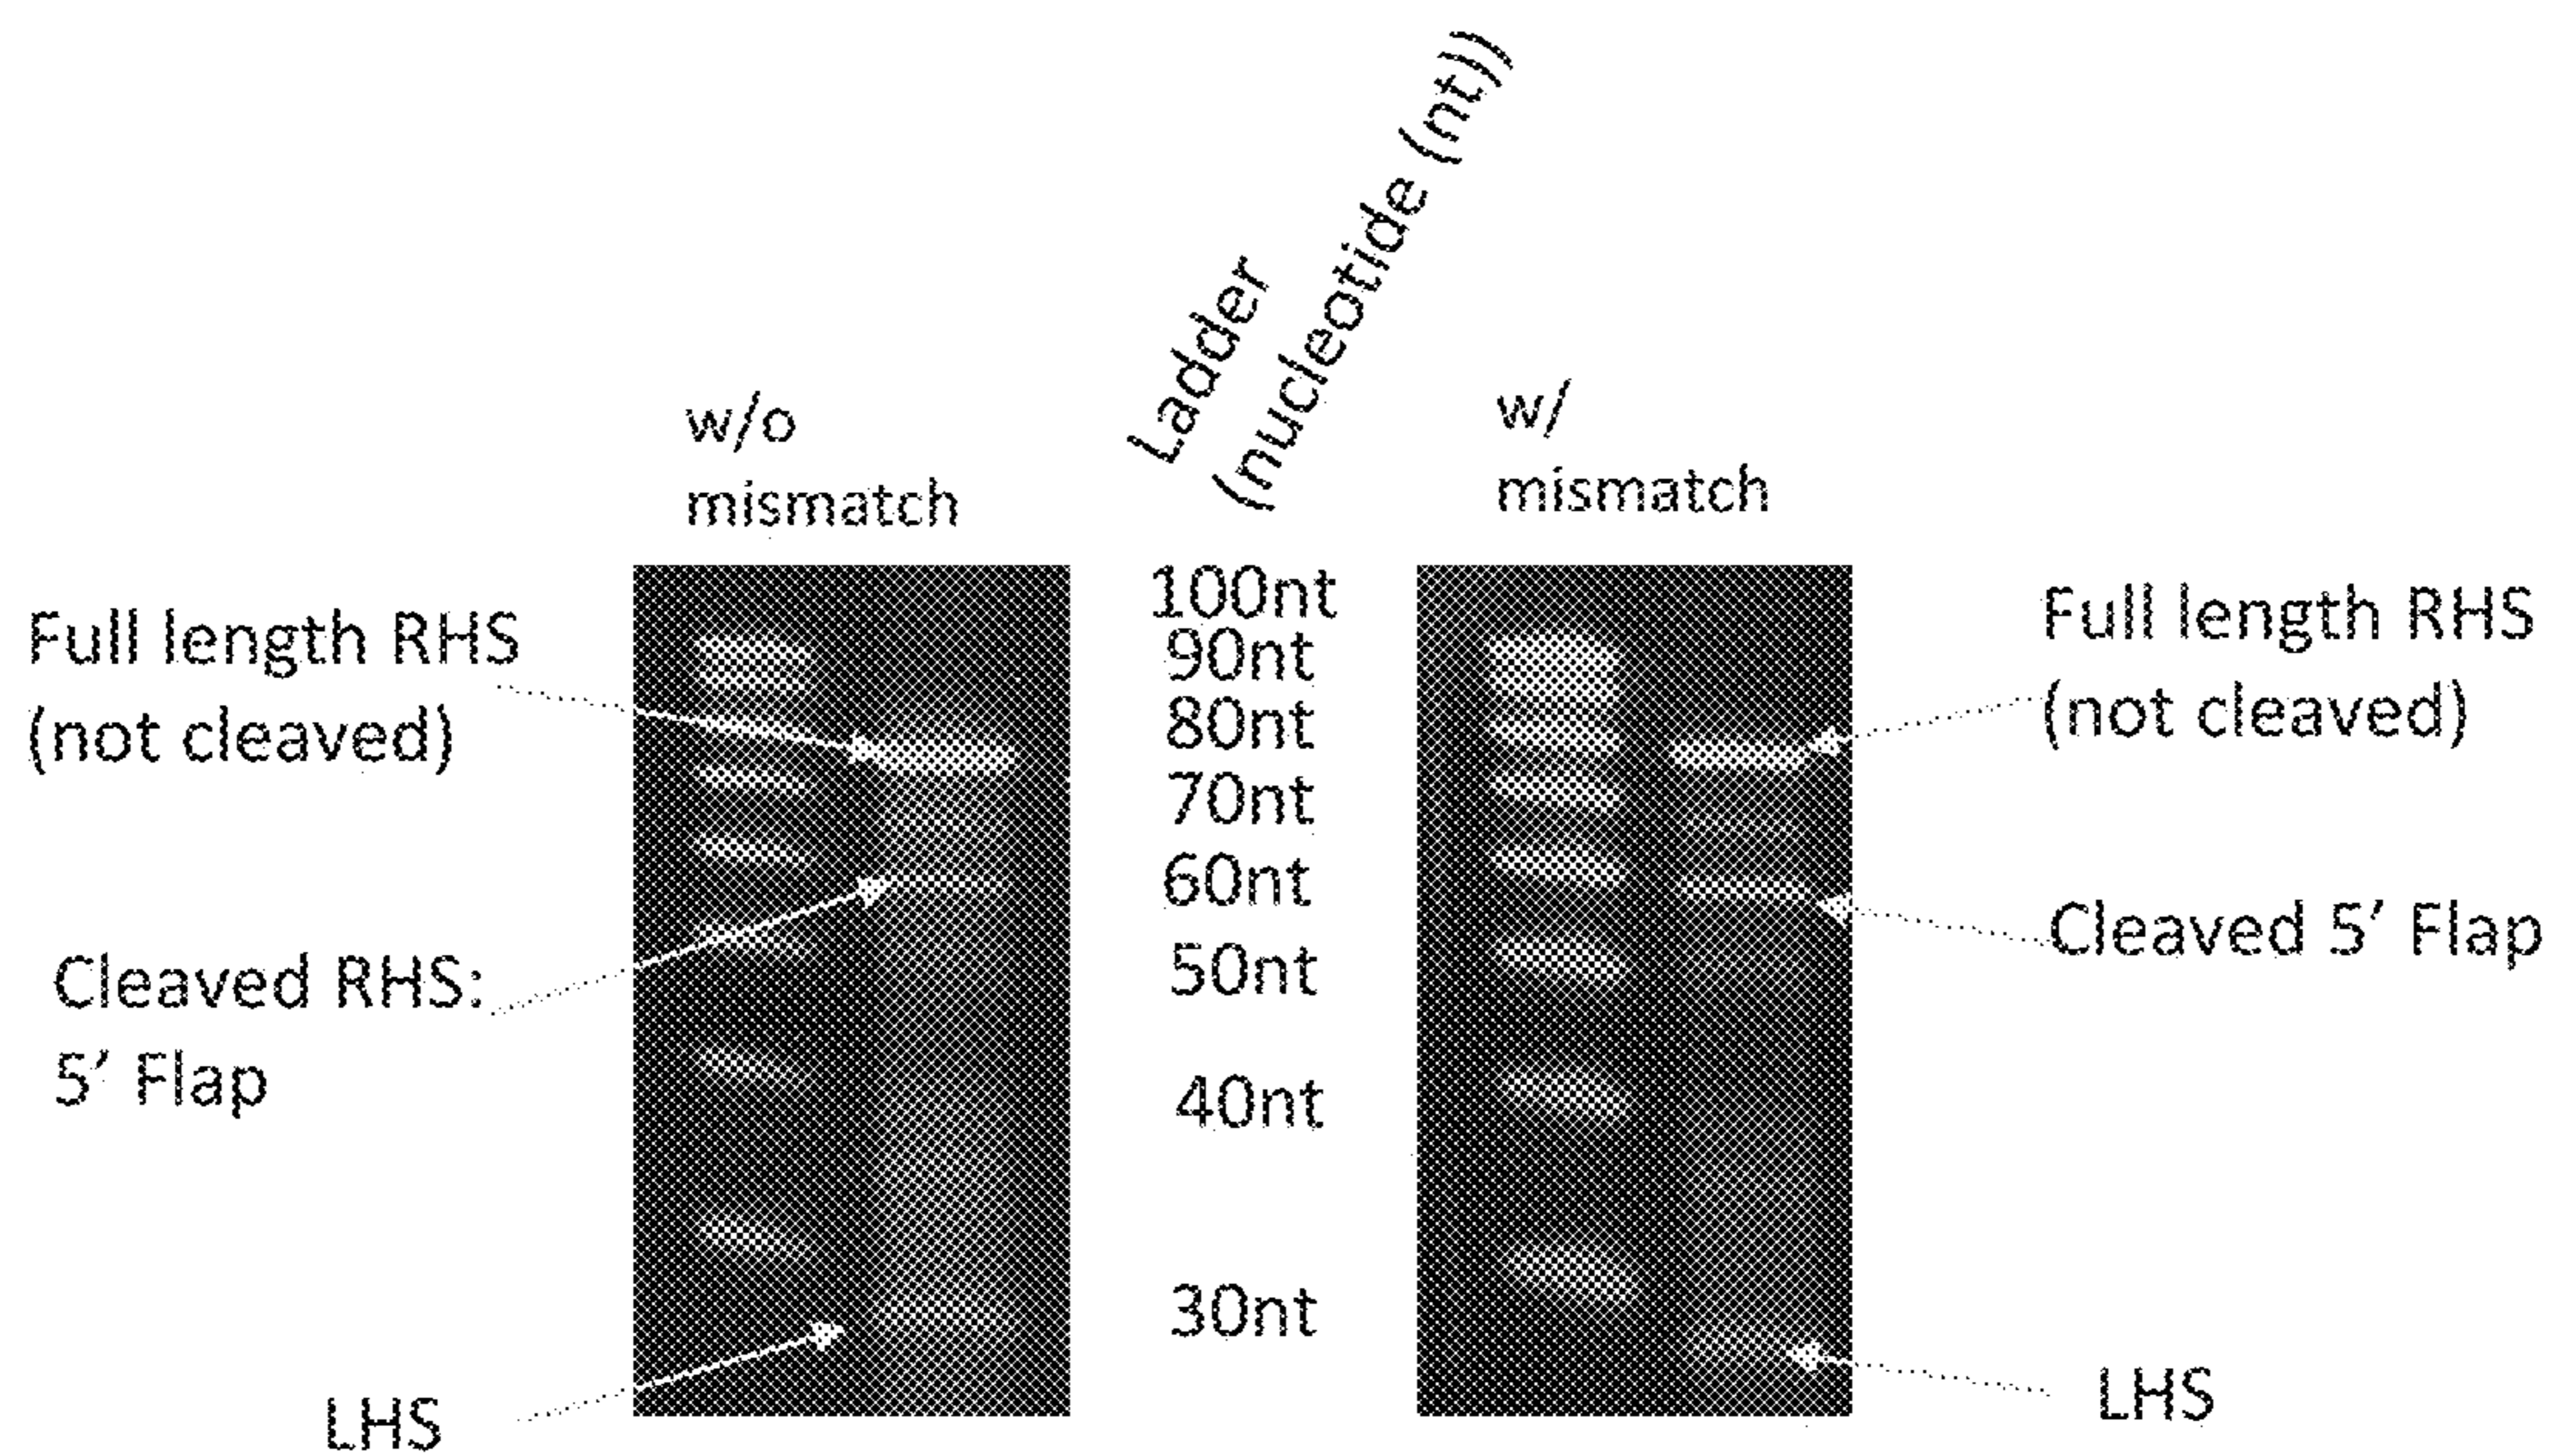 Ladder
(nucleotide (nt))
w/o
mismatch
w/
mismatch
Full length RHS
(not cleaved)
Cleaved RHS:
5’ Flap
LHS
100nt
90nt
80nt
70nt
60nt
50nt
40nt
30nt
Full length RHS
(not cleaved)
Cleaved 5’ Flap
LHS